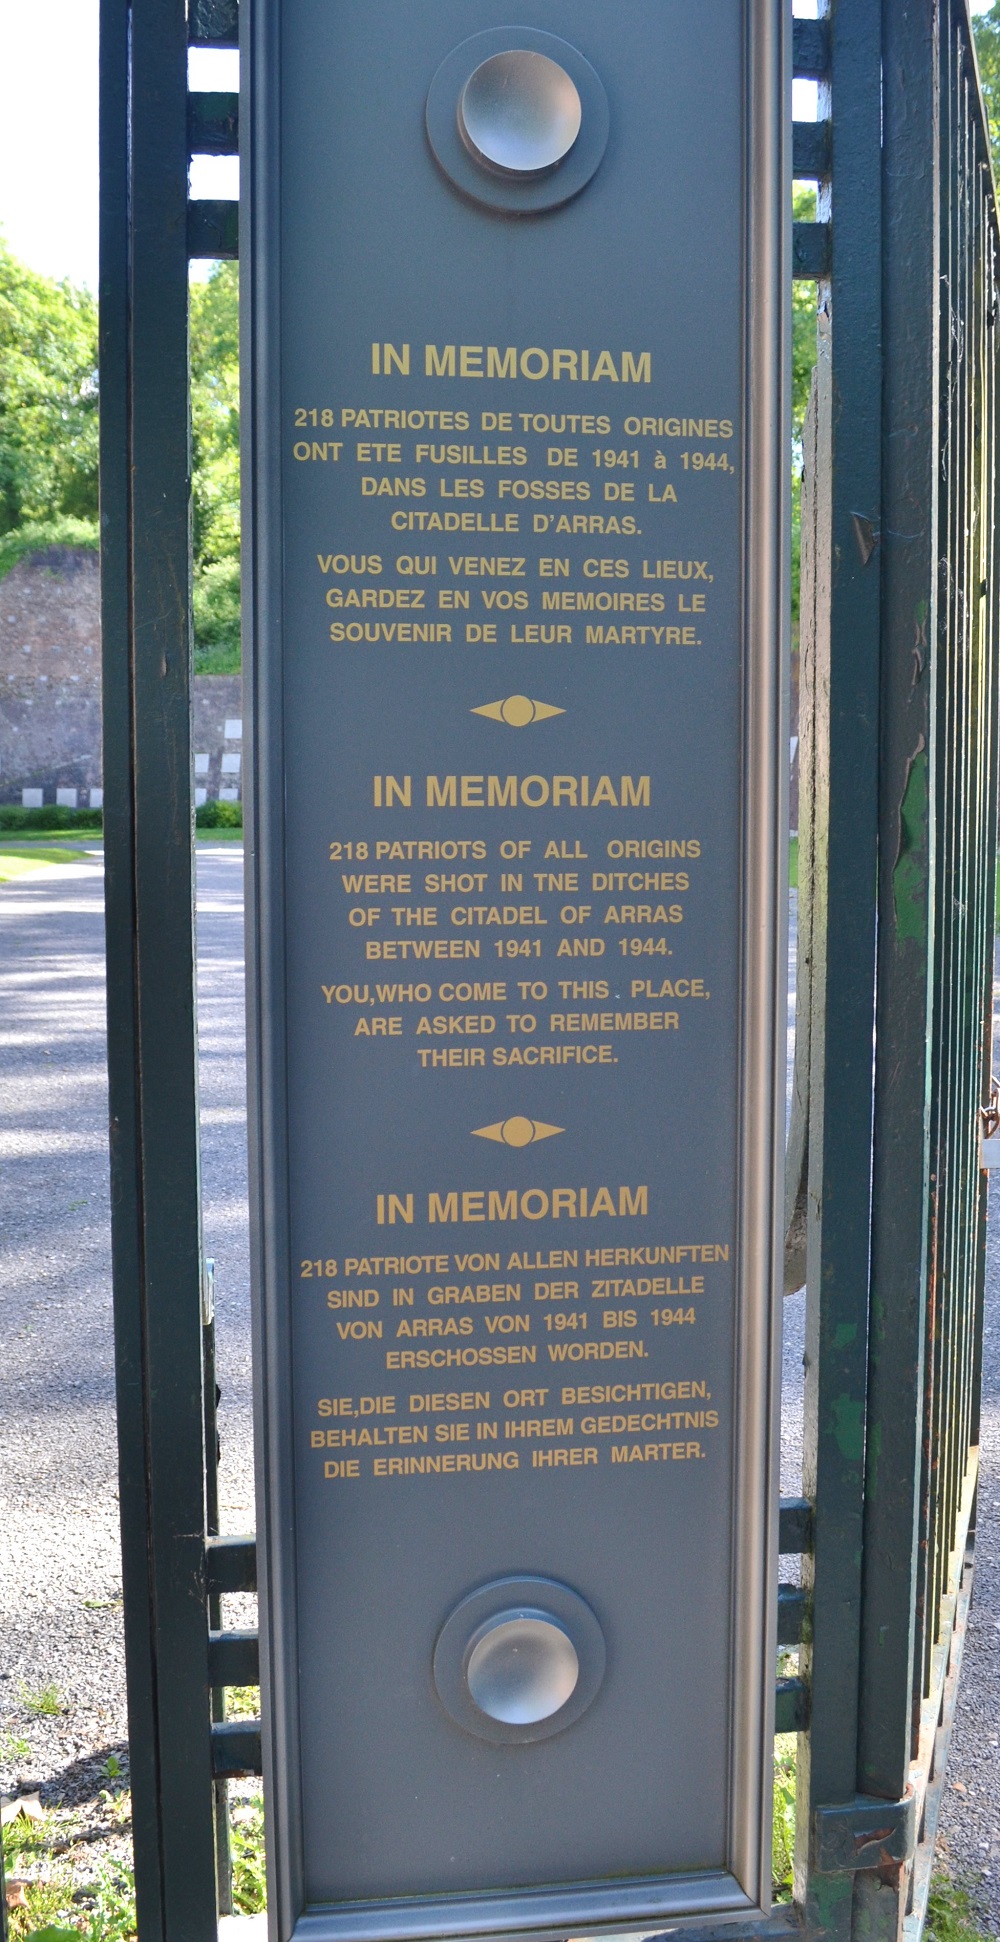 IN MEMORIAM
218 PATRIOTES DE TOUTES ORIGINES
ONT ETE FUSILLES DE 1941 à 1944,
DANS LES FOSSES DE LA
CITADELLE D'ARRAS.
VOUS QUI VENEZ EN CES LIEUX,
GARDEZ EN VOS MEMOIRES LE
SOUVENIR DE LEUR MARTYRE.
IN MEMORIAM
218 PATRIOTS OF ALL ORIGINS
WERE SHOT IN TNE DITCHES
OF THE CITADEL OF ARRAS
BETWEEN 1941 AND 1944.
YOU,WHO COME TO THIS PLACE,
ARE ASKED TO REMEMBER
THEIR SACRIFICE.
IN MEMORIAM
218 PATRIOTE VON ALLEN HERKUNFTEN
SIND IN GRABEN DER ZITADELLE
VON ARRAS VON 1941 BIS 1944
ERSCHOSSEN WORDEN.
SIE,DIE DIESEN ORT BESICHTIGEN,
BEHALTEN SIE IN IHREM GEDECHTNIS
DIE ERINNERUNG IHRER MARTER.